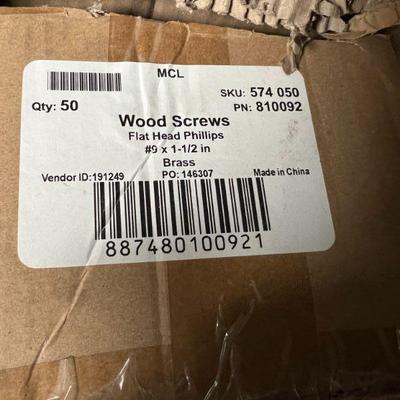 MCL
Qty: 50
SKU: 574 050
PN: 810092
Wood Screws
Flat Head Phillips
#9 x 1-1/2 in
Brass
Vendor ID:191249 PO: 146307 Made in China
887480100921